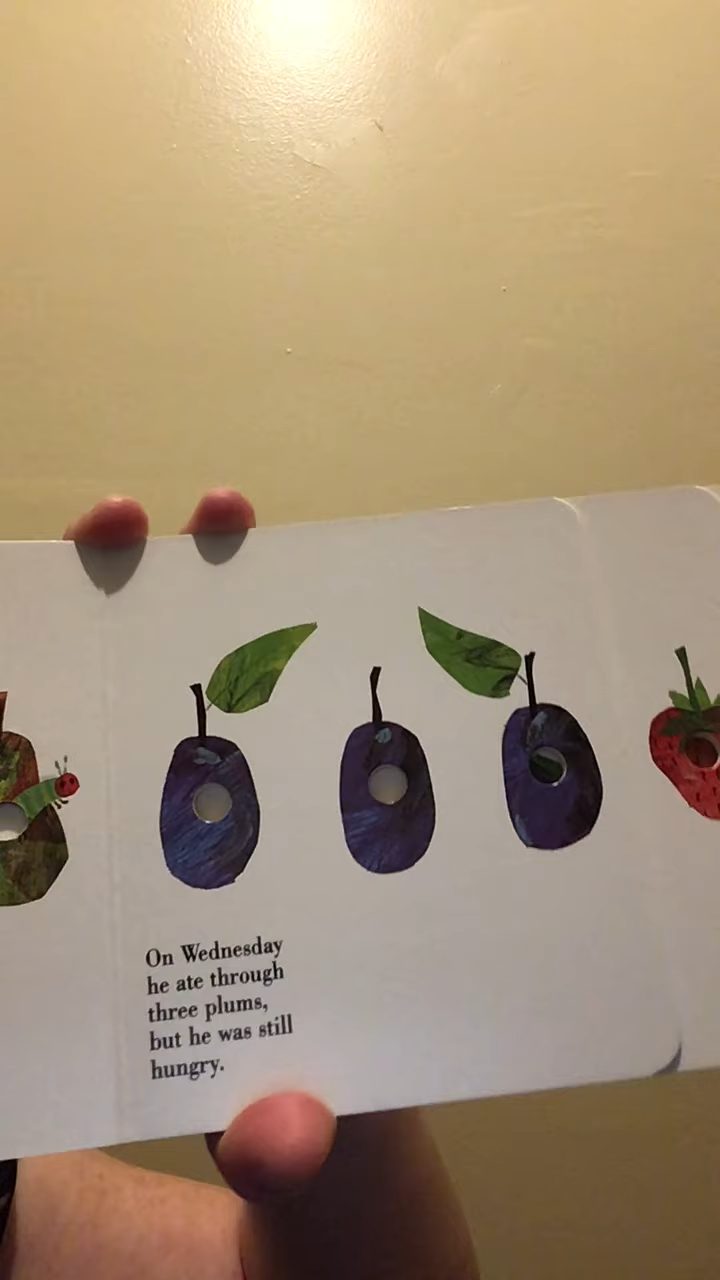 On Wednesday
he ate through
three plums,
but he was still
hungry.